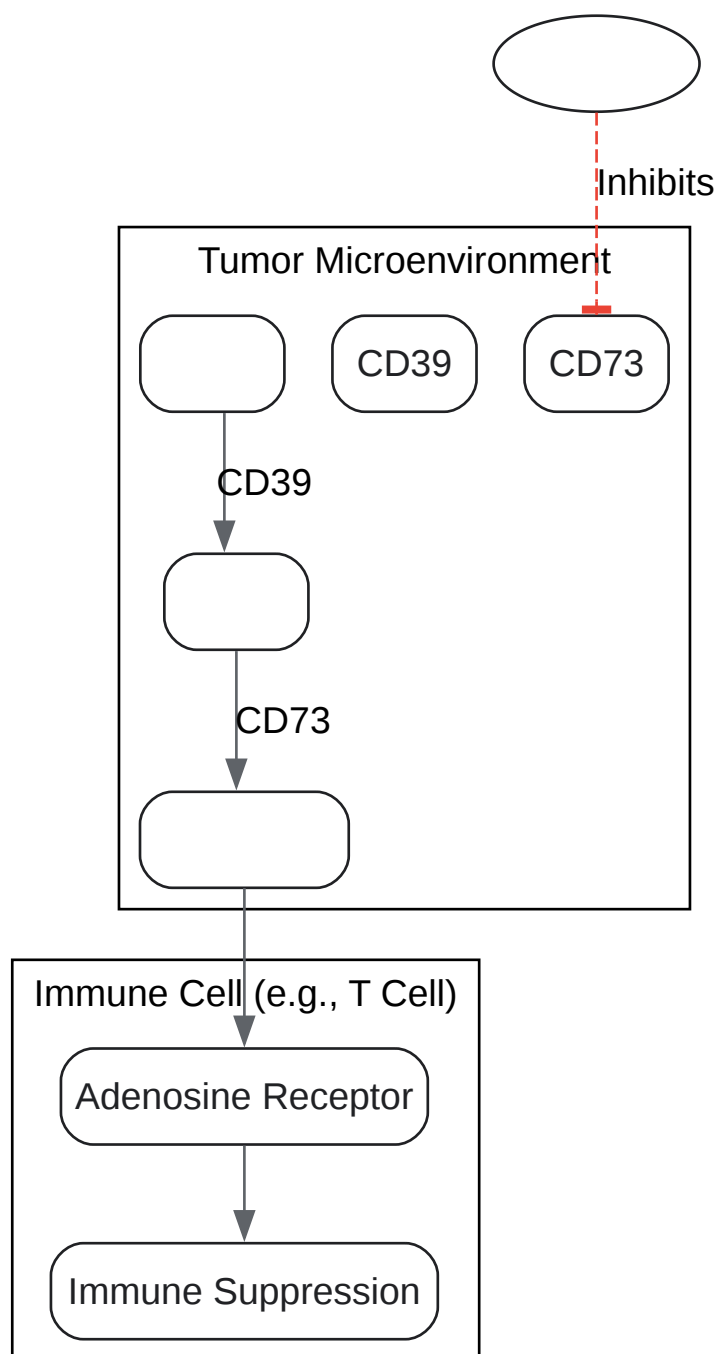 Inhibits
Tumor Microenvironment
CD39
CD73
CD39
CD73
Immune Cell (e.g., T Cell)
Adenosine Receptor
Immune Suppression